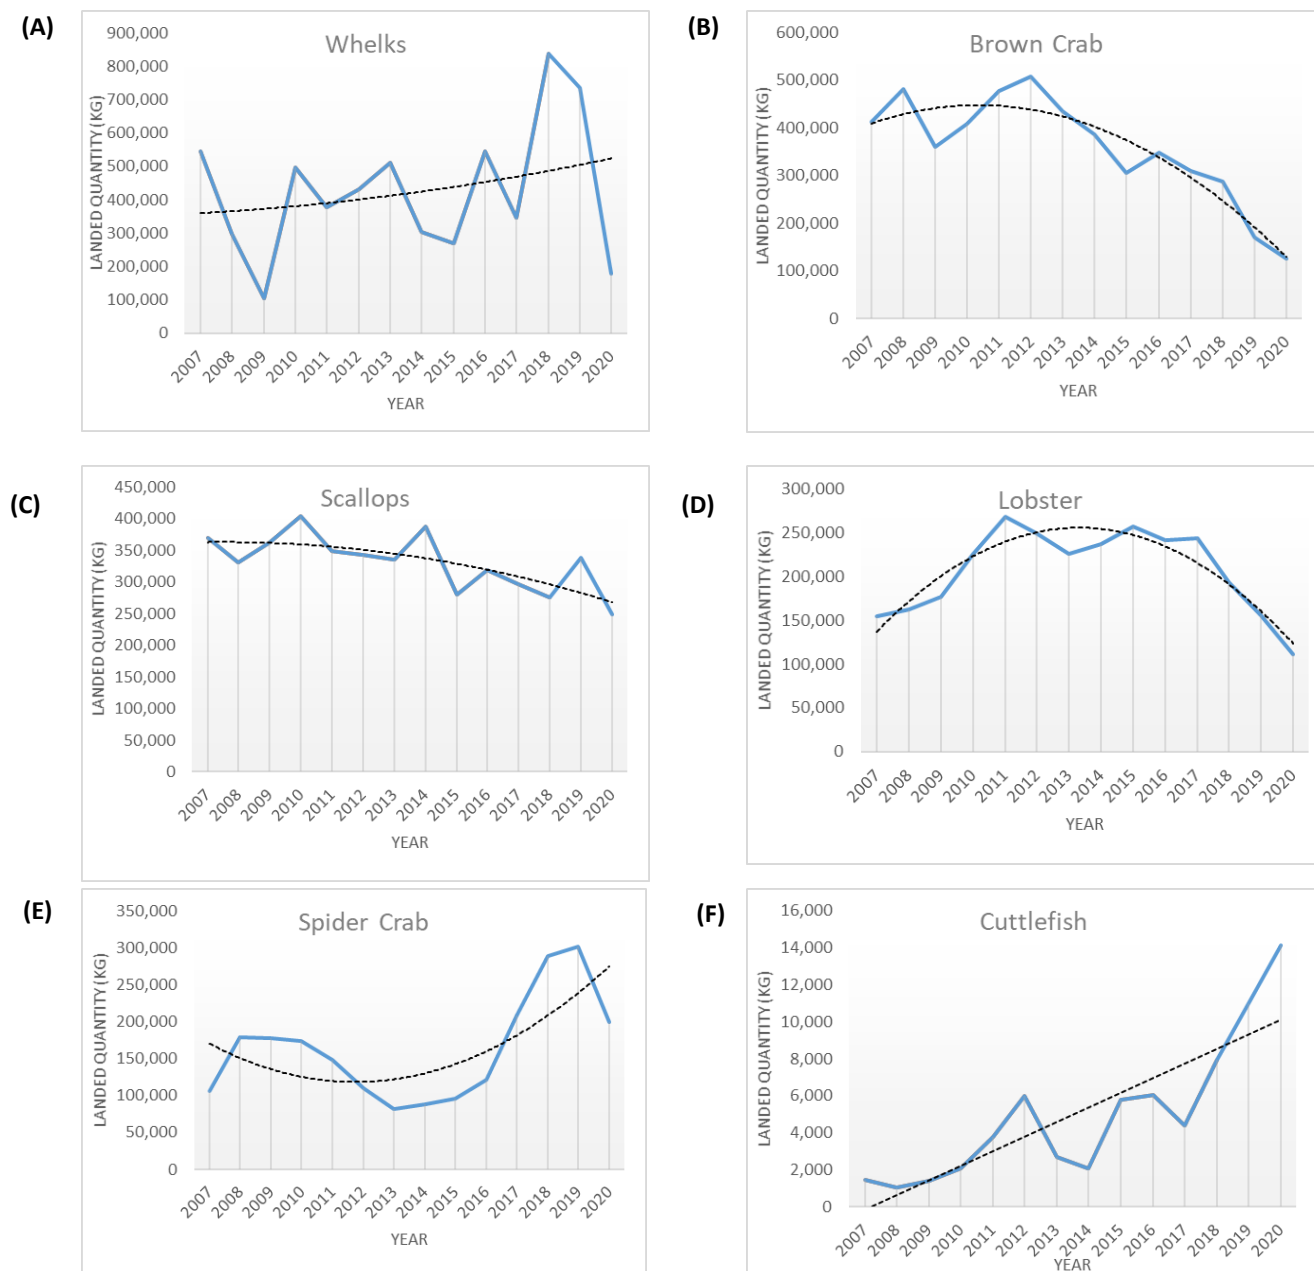 (A)
Whelks
LANDED QUANTITY (KG)
900,000
800,000
700,000
600,000
500,000
400,000
300,000
200,000
100,000
0
2007 2008 2009 2010 2011 2012 2013 2014 2015 2016 2017 2018 2019 2020
YEAR
(B)
Brown Crab
LANDED QUANTITY (KG)
600,000
500,000
400,000
300,000
200,000
100,000
0
2007 2008 2009 2010 2011 2012 2013 2014 2015 2016 2017 2018 2019 2020
YEAR
(C)
Scallops
LANDED QUANTITY (KG)
450,000
400,000
350,000
300,000
250,000
200,000
150,000
100,000
50,000
0
2007 2008 2009 2010 2011 2012 2013 2014 2015 2016 2017 2018 2019 2020
YEAR
(D)
Lobster
LANDED QUANTITY (KG)
300,000
250,000
200,000
150,000
100,000
50,000
0
2007 2008 2009 2010 2011 2012 2013 2014 2015 2016 2017 2018 2019 2020
YEAR
(E)
Spider Crab
LANDED QUANTITY (KG)
350,000
300,000
250,000
200,000
150,000
100,000
50,000
0
2007 2008 2009 2010 2011 2012 2013 2014 2015 2016 2017 2018 2019 2020
YEAR
(F)
Cuttlefish
LANDED QUANTITY (KG)
16,000
14,000
12,000
10,000
8,000
6,000
4,000
2,000
0
2007 2008 2009 2010 2011 2012 2013 2014 2015 2016 2017 2018 2019 2020
YEAR